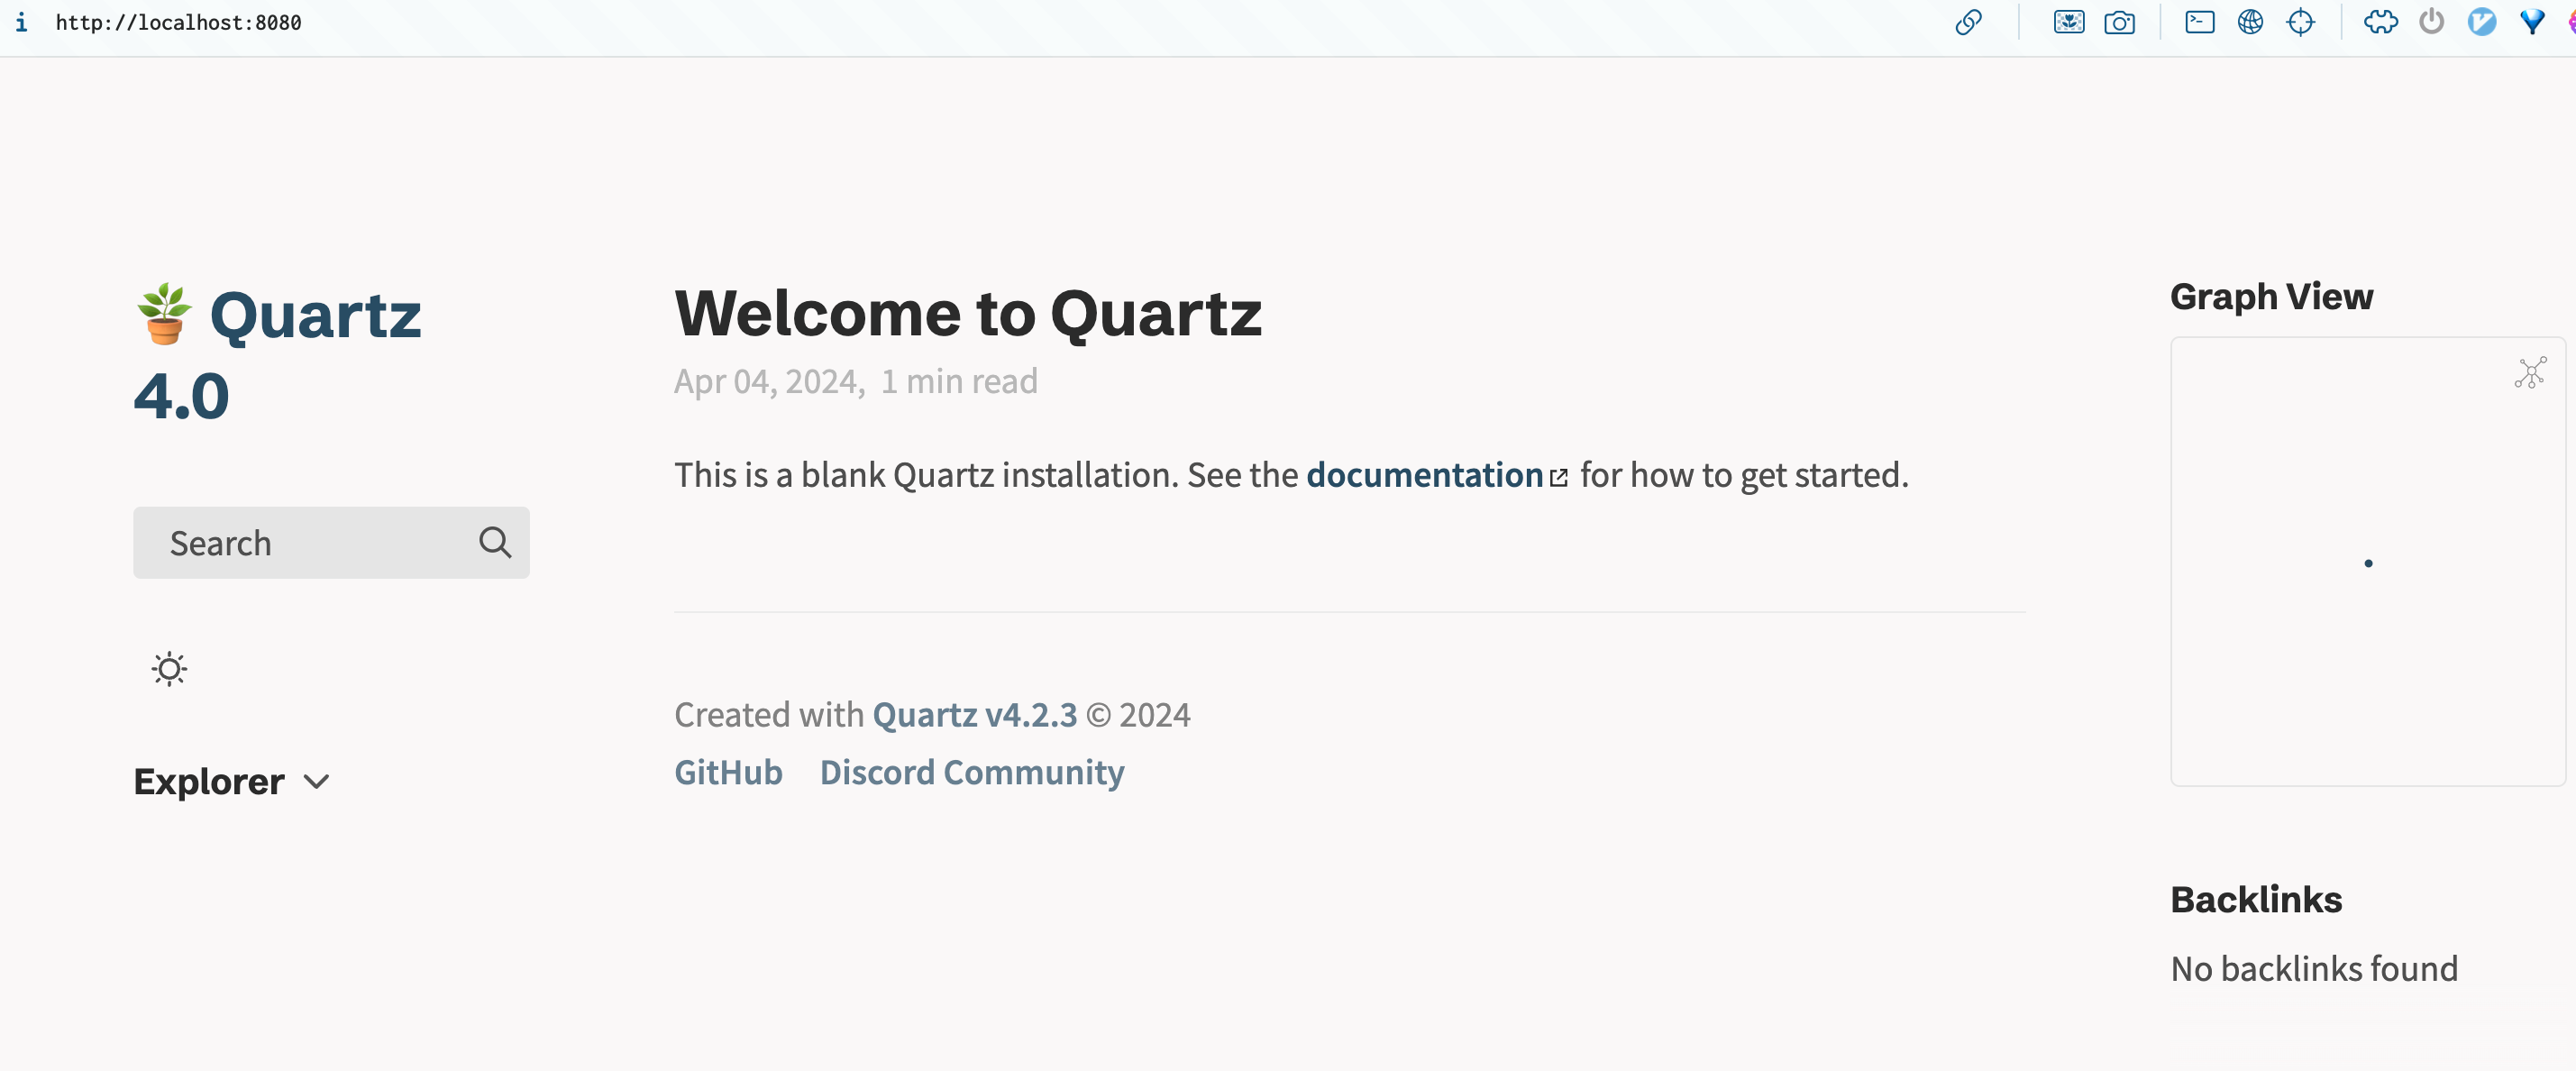 http://localhost:8080
Quartz
4.0
Search
Explorer
Welcome to Quartz
Apr 04, 2024, 1 min read
This is a blank Quartz installation. See the documentation for how to get started.
Created with Quartz v4.2.3 © 2024
GitHub Discord Community
Graph View
Backlinks
No backlinks found